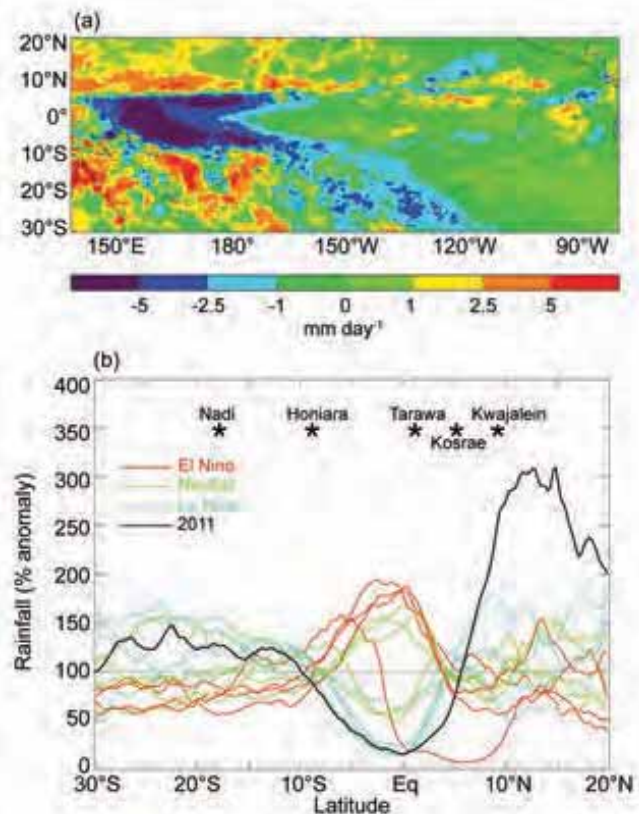 (a)
20°N
10°N
0°
10°S
20°S
30°S
150°E 180° 150°W 120°W 90°W
-5 -2.5 -1 0 1 2.5 5
mm day-1
(b)
400
350
300
250
200
150
100
50
0
Rainfall (% anomaly)
Nadi Honiara Tarawa Kwajalein
Kosrae
El Nino
Neutral
La Nina
2011
30°S 20°S 10°S Eq 10°N 20°N
Latitude